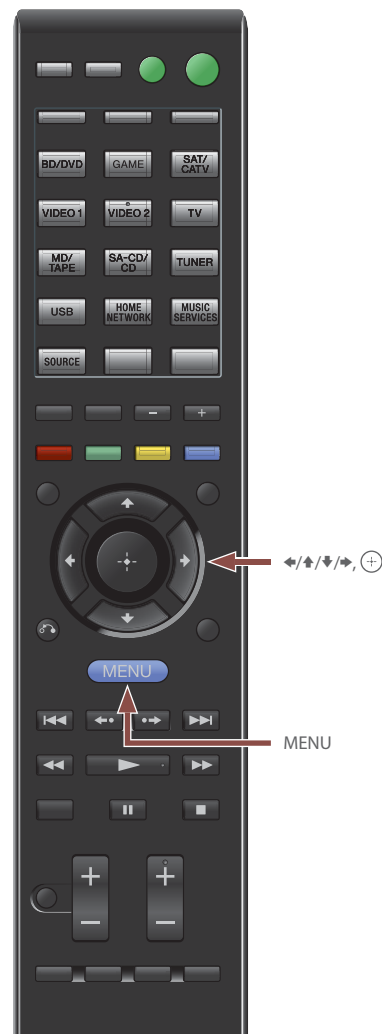 BD/DVD
GAME
SAT/
CATV
VIDEO 1
VIDEO 2
TV
MD/
TAPE
SA-CD/
CD
TUNER
USB
HOME
NETWORK
MUSIC
SERVICES
SOURCE
− +
←/↑/↓/→, ⊕
MENU
MENU
+ +
− −